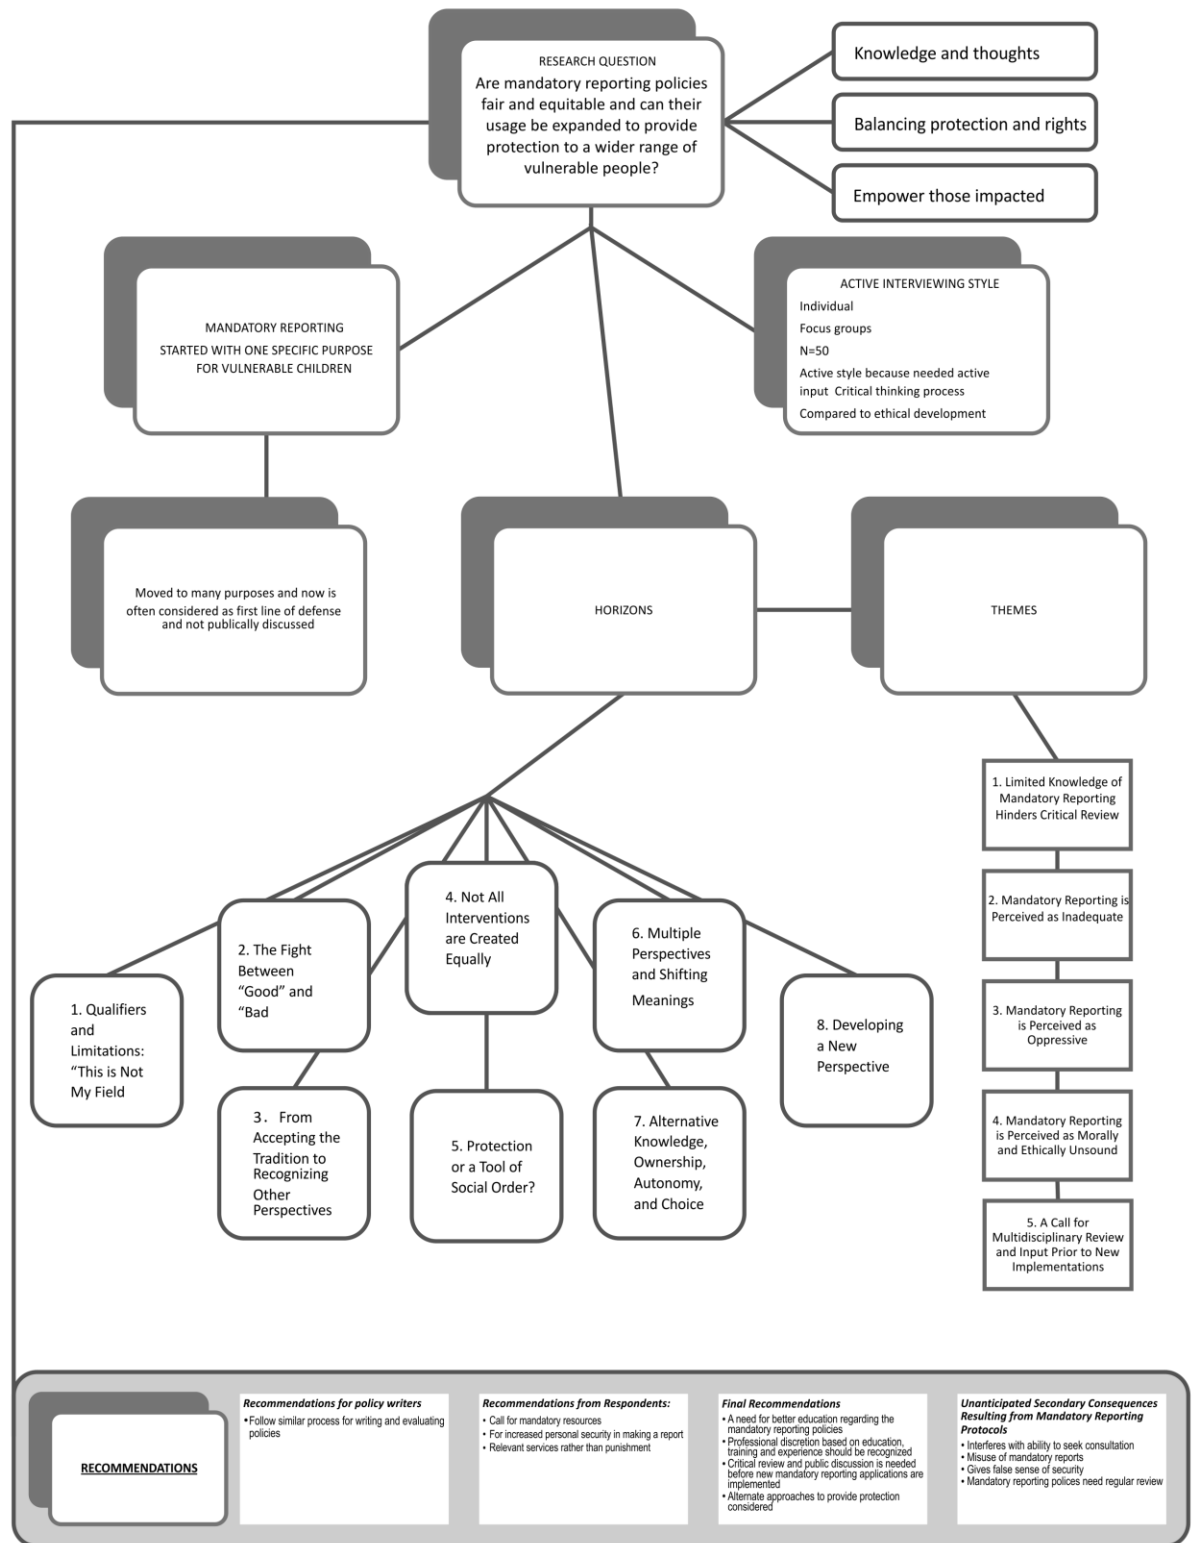 RESEARCH QUESTION
Are mandatory reporting policies
fair and equitable and can their
usage be expanded to provide
protection to a wider range of
vulnerable people?
Knowledge and thoughts
Balancing protection and rights
Empower those impacted
MANDATORY REPORTING
STARTED WITH ONE SPECIFIC PURPOSE
FOR VULNERABLE CHILDREN
ACTIVE INTERVIEWING STYLE
Individual
Focus groups
N=50
Active style because needed active
input Critical thinking process
Compared to ethical development
Moved to many purposes and now is
often considered as first line of defense
and not publically discussed
HORIZONS
THEMES
1. Qualifiers
and
Limitations:
“This is Not
My Field
2. The Fight
Between
“Good” and
“Bad
3. From
Accepting the
Tradition to
Recognizing
Other
Perspectives
4. Not All
Interventions
are Created
Equally
5. Protection
or a Tool of
Social Order?
6. Multiple
Perspectives
and Shifting
Meanings
7. Alternative
Knowledge,
Ownership,
Autonomy,
and Choice
8. Developing
a New
Perspective
1. Limited Knowledge of
Mandatory Reporting
Hinders Critical Review
2. Mandatory Reporting is
Perceived as Inadequate
3. Mandatory Reporting
is Perceived as
Oppressive
4. Mandatory Reporting
is Perceived as Morally
and Ethically Unsound
5. A Call for
Multidisciplinary Review
and Input Prior to New
Implementations
RECOMMENDATIONS
Recommendations for policy writers
•Follow similar process for writing and evaluating
policies
Recommendations from Respondents:
• Call for mandatory resources
• For increased personal security in making a report
• Relevant services rather than punishment
Final Recommendations
• A need for better education regarding the
mandatory reporting policies
• Professional discretion based on education,
training and experience should be recognized
• Critical review and public discussion is needed
before new mandatory reporting applications are
implemented
• Alternate approaches to provide protection
considered
Unanticipated Secondary Consequences
Resulting from Mandatory Reporting
Protocols
• Interferes with ability to seek consultation
• Misuse of mandatory reports
• Gives false sense of security
• Mandatory reporting polices need regular review